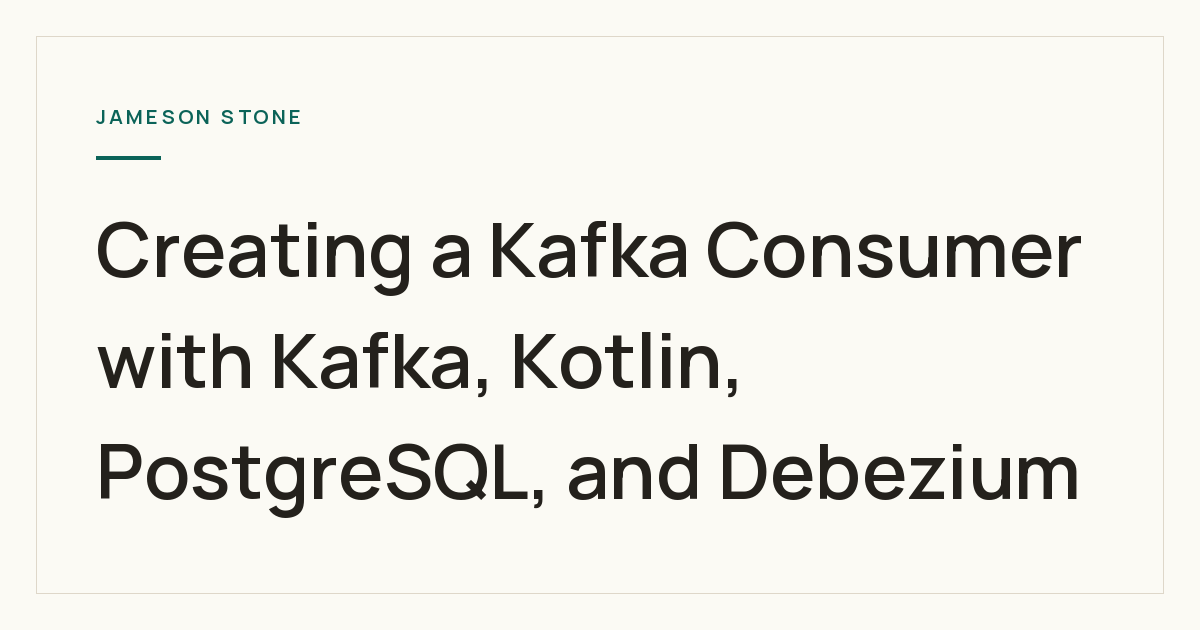 JAMESON STONE
Creating a Kafka Consumer
with Kafka, Kotlin,
PostgreSQL, and Debezium